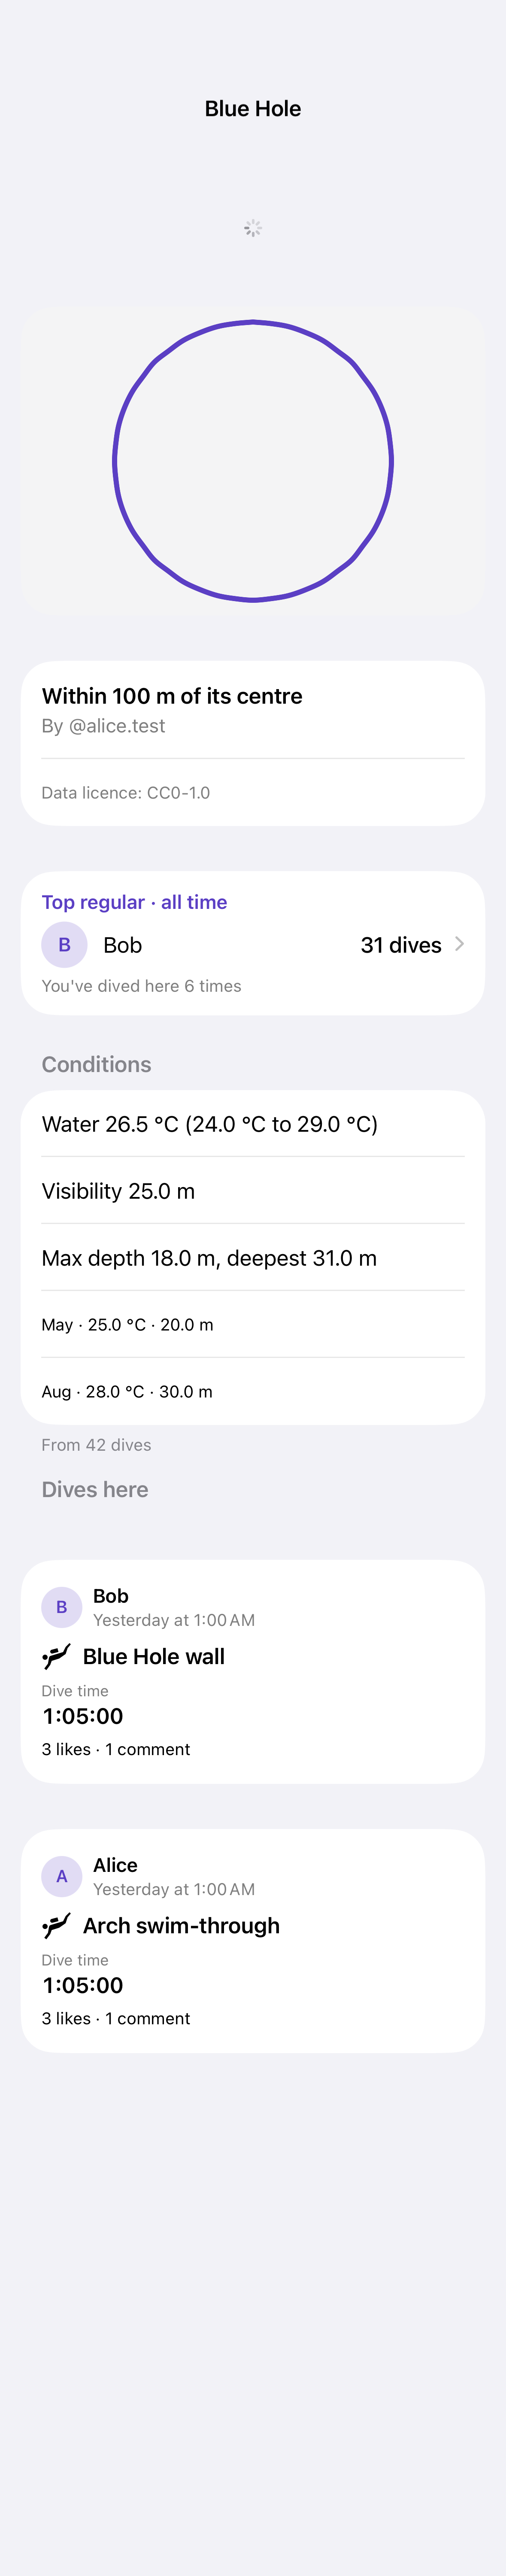 Blue Hole
Within 100 m of its centre
By @alice.test
Data licence: CC0-1.0
Top regular · all time
B Bob 31 dives
You've dived here 6 times
Conditions
Water 26.5 °C (24.0 °C to 29.0 °C)
Visibility 25.0 m
Max depth 18.0 m, deepest 31.0 m
May · 25.0 °C · 20.0 m
Aug · 28.0 °C · 30.0 m
From 42 dives
Dives here
B
Bob
Yesterday at 1:00 AM
Blue Hole wall
Dive time
1:05:00
3 likes · 1 comment
A
Alice
Yesterday at 1:00 AM
Arch swim-through
Dive time
1:05:00
3 likes · 1 comment